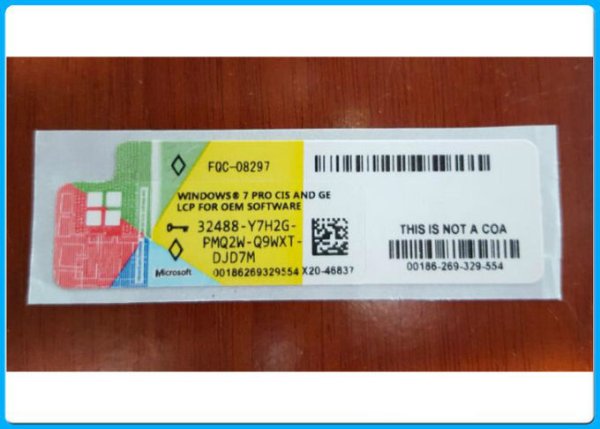 FQC-08297
WINDOWS® 7 PRO CIS AND GE
LCP FOR OEM SOFTWARE
32488-Y7H2G-
PMQ2W-Q9WXT-
DJD7M
Microsoft
00186269329554 X20-46837
THIS IS NOT A COA
00186-269-329-554